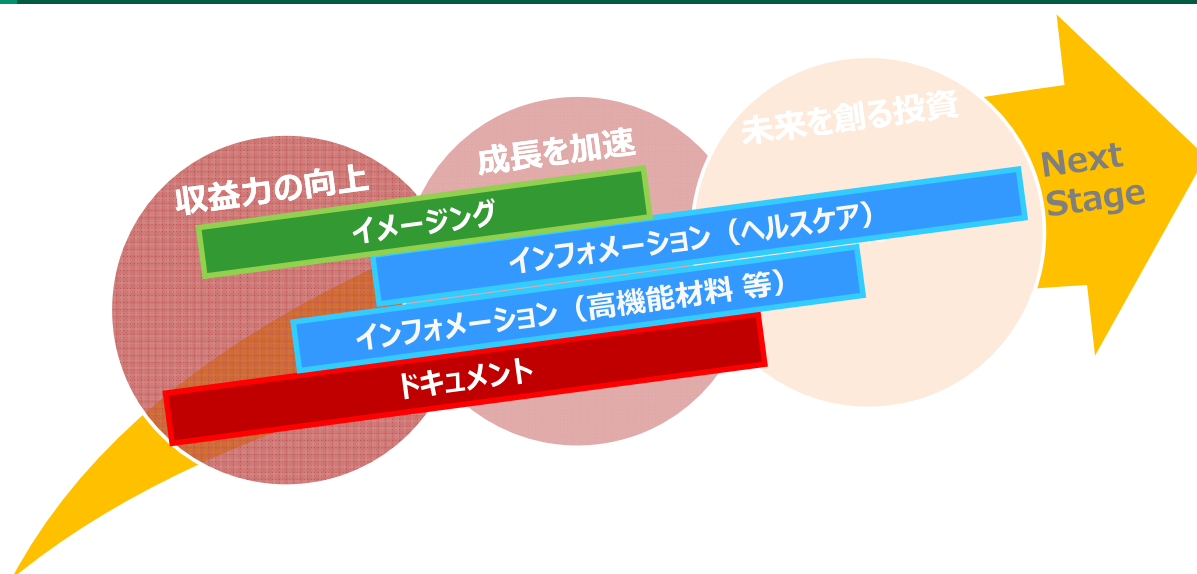 収益力の向上
成長を加速
未来を創る投資
イメージング
インフォメーション（ヘルスケア）
インフォメーション（高機能材料 等）
ドキュメント
Next
Stage